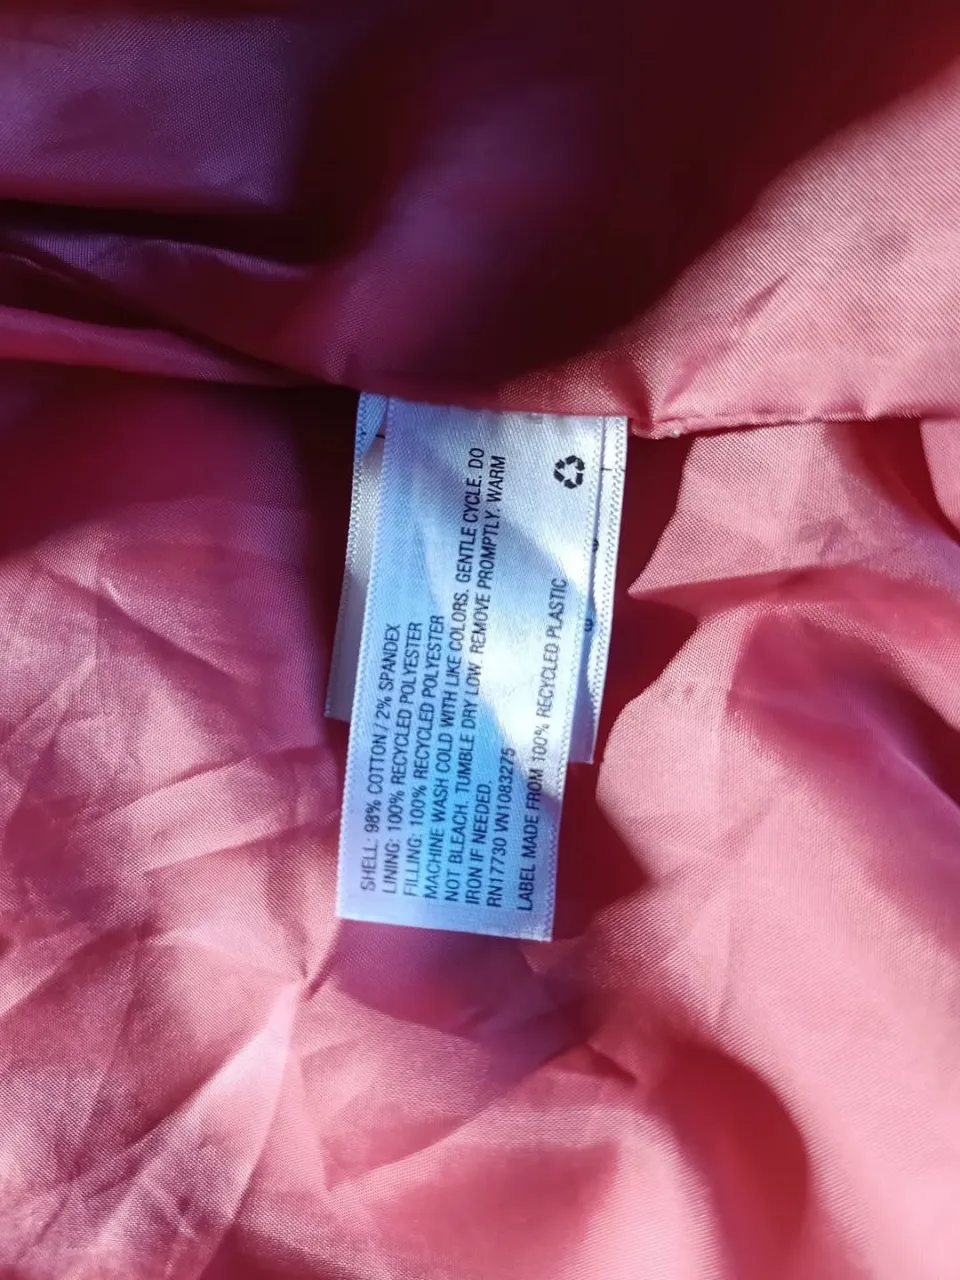 SHELL: 98% COTTON / 2% SPANDEX
LINING: 100% RECYCLED POLYESTER
FILLING: 100% RECYCLED POLYESTER
MACHINE WASH COLD WITH LIKE COLORS. GENTLE CYCLE. DO
NOT BLEACH. TUMBLE DRY LOW. REMOVE PROMPTLY. WARM
IRON IF NEEDED.
RN17730 VN1083275
LABEL MADE FROM 100% RECYCLED PLASTIC